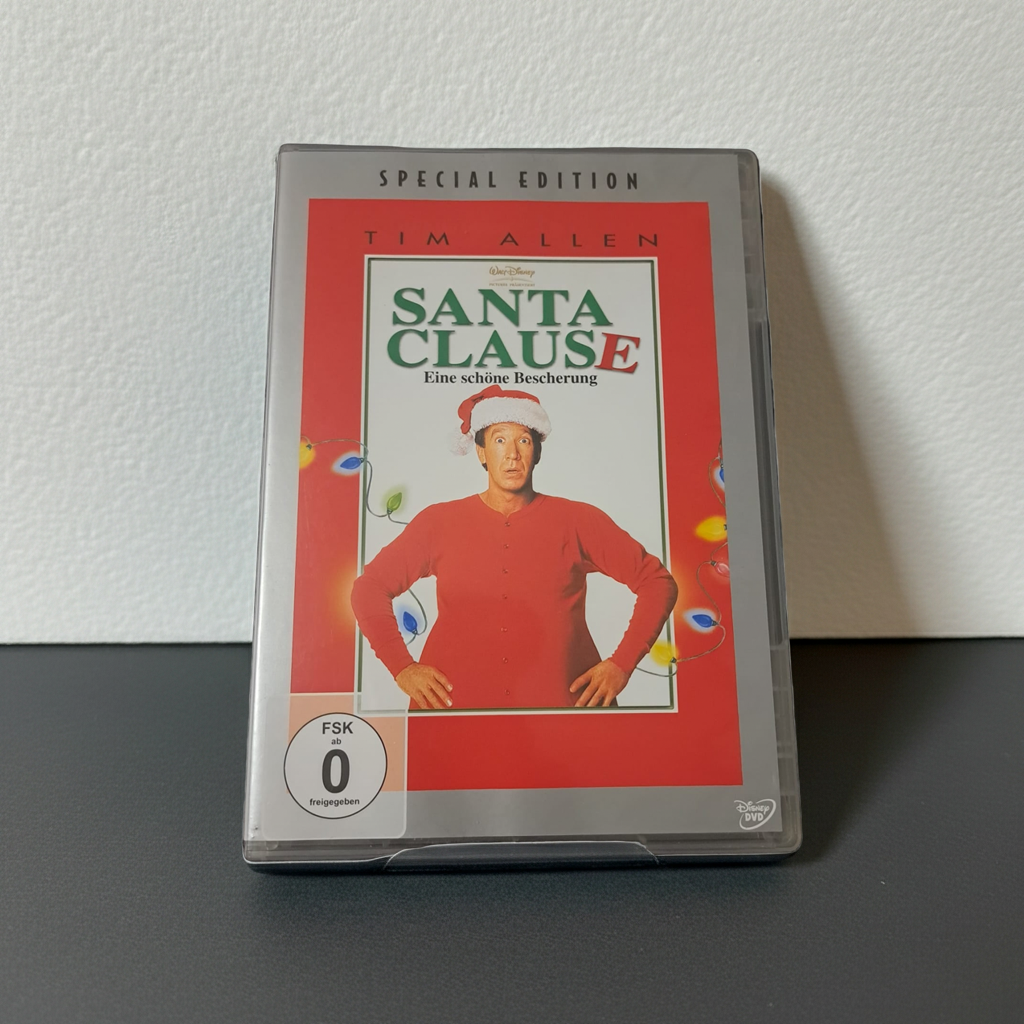 SPECIAL EDITION
TIM ALLEN
Walt Disney
SANTA
CLAUSE
Eine schöne Bescherung
FSK
ab
0
freigegeben
Disney
DVD